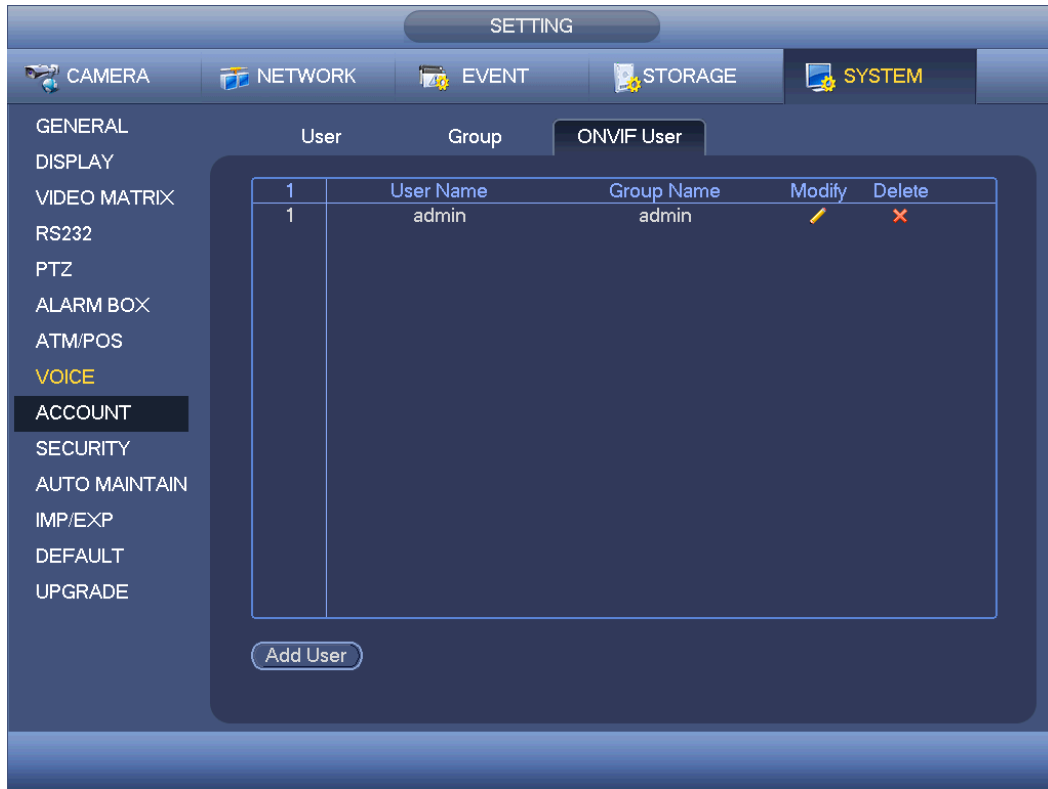 SETTING
CAMERA NETWORK EVENT STORAGE SYSTEM
GENERAL
DISPLAY
VIDEO MATRIX
RS232
PTZ
ALARM BOX
ATM/POS
VOICE
ACCOUNT
SECURITY
AUTO MAINTAIN
IMP/EXP
DEFAULT
UPGRADE
User Group ONVIF User
1 User Name Group Name Modify Delete
1 admin admin
Add User